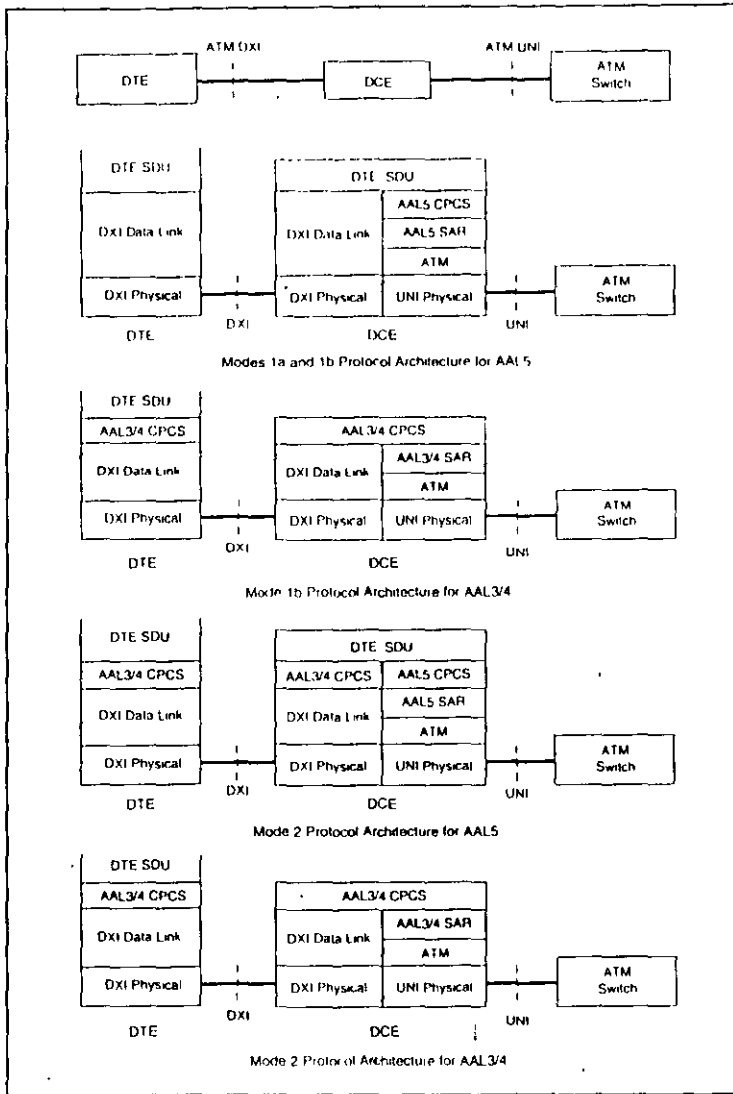 ATM DXI ATM UNI
DTE DCE ATM
Switch
DTE SDU DTE SDU
AAL5 CPCS
DXI Data Link DXI Data Link AAL5 SAR
ATM
DXI Physical DXI Physical UNI Physical ATM
Switch
DTE DXI DCE UNI
Modes 1a and 1b Protocol Architecture for AAL5
DTE SDU
AAL3/4 CPCS AAL3/4 CPCS
DXI Data Link DXI Data Link AAL3/4 SAR
ATM
DXI Physical DXI Physical UNI Physical ATM
Switch
DTE DXI DCE UNI
Mode 1b Protocol Architecture for AAL3/4
DTE SDU DTE SDU
AAL3/4 CPCS AAL3/4 CPCS AAL5 CPCS
DXI Data Link DXI Data Link AAL5 SAR
ATM
DXI Physical DXI Physical UNI Physical ATM
Switch
DTE DXI DCE UNI
Mode 2 Protocol Architecture for AAL5
DTE SDU
AAL3/4 CPCS AAL3/4 CPCS
DXI Data Link DXI Data Link AAL3/4 SAR
ATM
DXI Physical DXI Physical UNI Physical ATM
Switch
DTE DXI DCE UNI
Mode 2 Protocol Architecture for AAL3/4